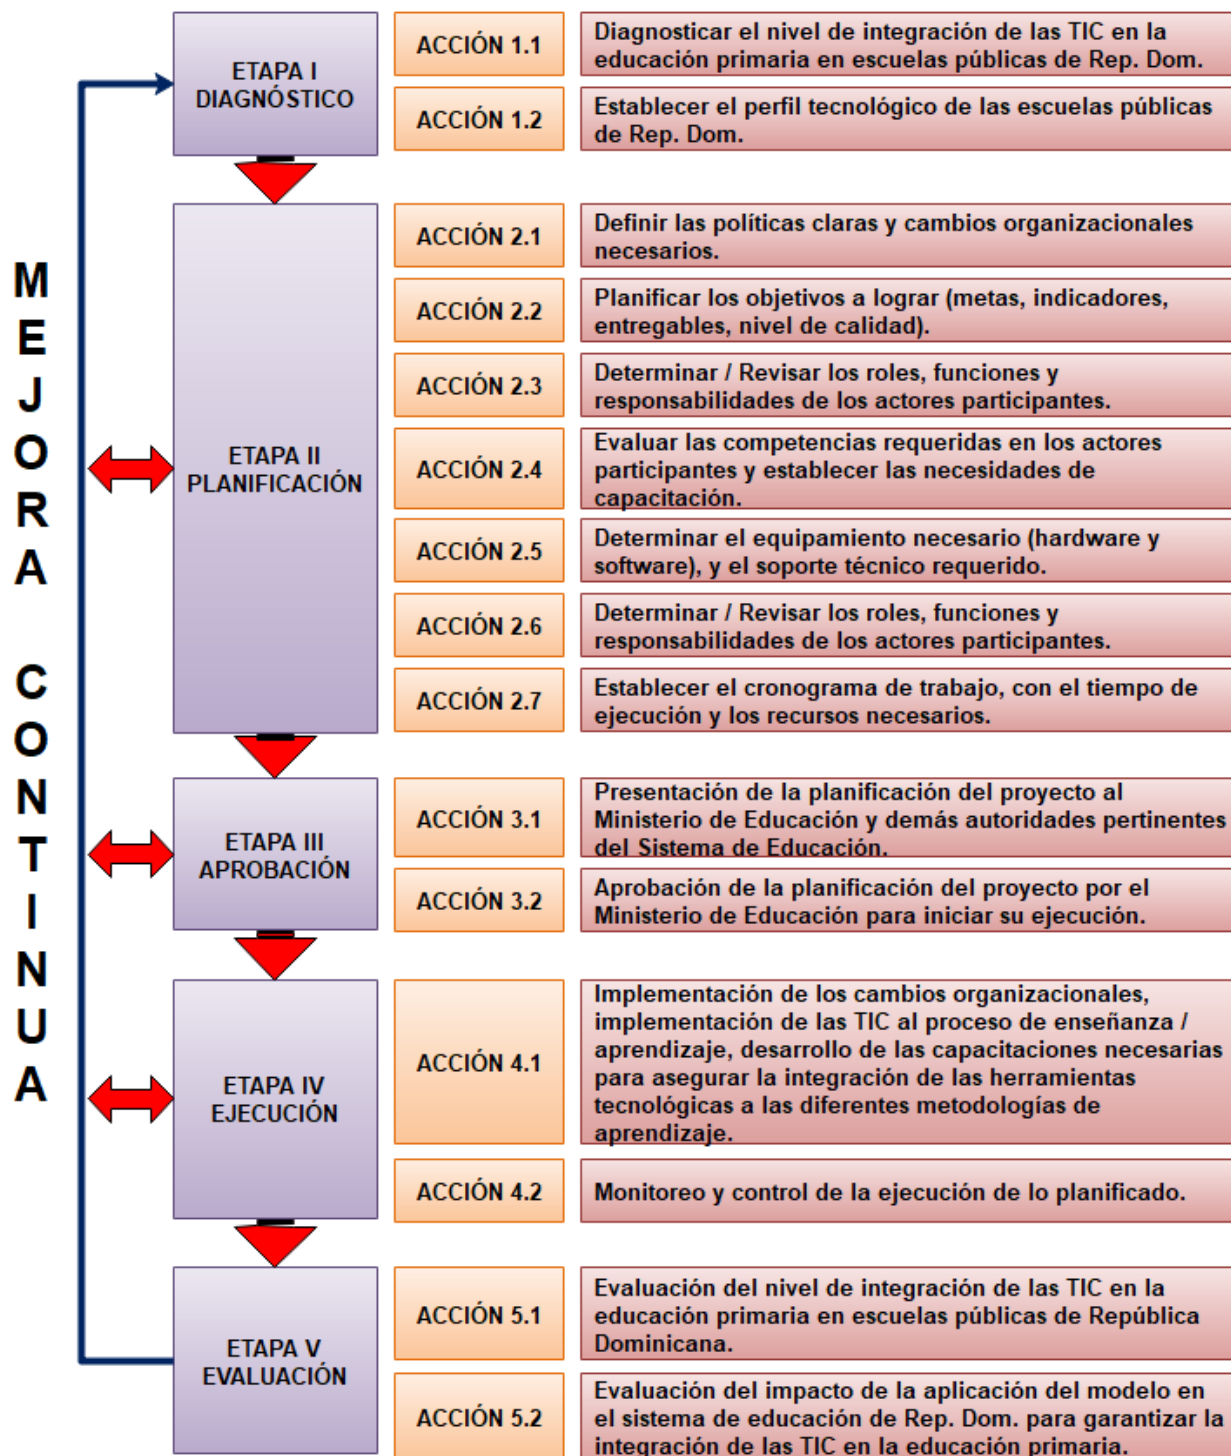 MEJORA CONTINUA
ETAPA I
DIAGNÓSTICO
ACCIÓN 1.1
Diagnosticar el nivel de integración de las TIC en la
educación primaria en escuelas públicas de Rep. Dom.
ACCIÓN 1.2
Establecer el perfil tecnológico de las escuelas públicas
de Rep. Dom.
ETAPA II
PLANIFICACIÓN
ACCIÓN 2.1
Definir las políticas claras y cambios organizacionales
necesarios.
ACCIÓN 2.2
Planificar los objetivos a lograr (metas, indicadores,
entregables, nivel de calidad).
ACCIÓN 2.3
Determinar / Revisar los roles, funciones y
responsabilidades de los actores participantes.
ACCIÓN 2.4
Evaluar las competencias requeridas en los actores
participantes y establecer las necesidades de
capacitación.
ACCIÓN 2.5
Determinar el equipamiento necesario (hardware y
software), y el soporte técnico requerido.
ACCIÓN 2.6
Determinar / Revisar los roles, funciones y
responsabilidades de los actores participantes.
ACCIÓN 2.7
Establecer el cronograma de trabajo, con el tiempo de
ejecución y los recursos necesarios.
ETAPA III
APROBACIÓN
ACCIÓN 3.1
Presentación de la planificación del proyecto al
Ministerio de Educación y demás autoridades pertinentes
del Sistema de Educación.
ACCIÓN 3.2
Aprobación de la planificación del proyecto por el
Ministerio de Educación para iniciar su ejecución.
ETAPA IV
EJECUCIÓN
ACCIÓN 4.1
Implementación de los cambios organizacionales,
implementación de las TIC al proceso de enseñanza /
aprendizaje, desarrollo de las capacitaciones necesarias
para asegurar la integración de las herramientas
tecnológicas a las diferentes metodologías de
aprendizaje.
ACCIÓN 4.2
Monitoreo y control de la ejecución de lo planificado.
ETAPA V
EVALUACIÓN
ACCIÓN 5.1
Evaluación del nivel de integración de las TIC en la
educación primaria en escuelas públicas de República
Dominicana.
ACCIÓN 5.2
Evaluación del impacto de la aplicación del modelo en
el sistema de educación de Rep. Dom. para garantizar la
integración de las TIC en la educación primaria.